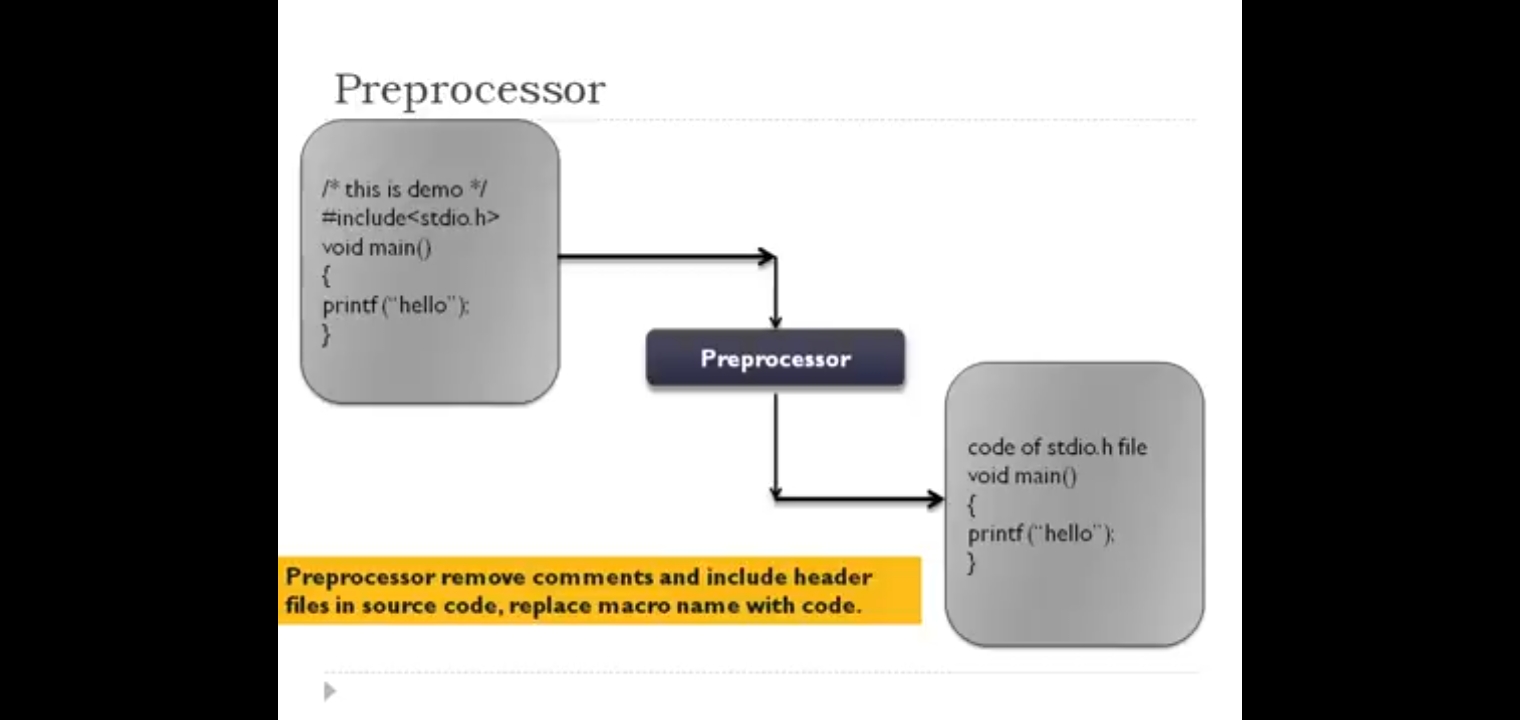 Preprocessor
/* this is demo */
#include<stdio.h>
void main()
{
printf (“hello”);
}
Preprocessor
code of stdio.h file
void main()
{
printf (“hello”);
}
Preprocessor remove comments and include header
files in source code, replace macro name with code.